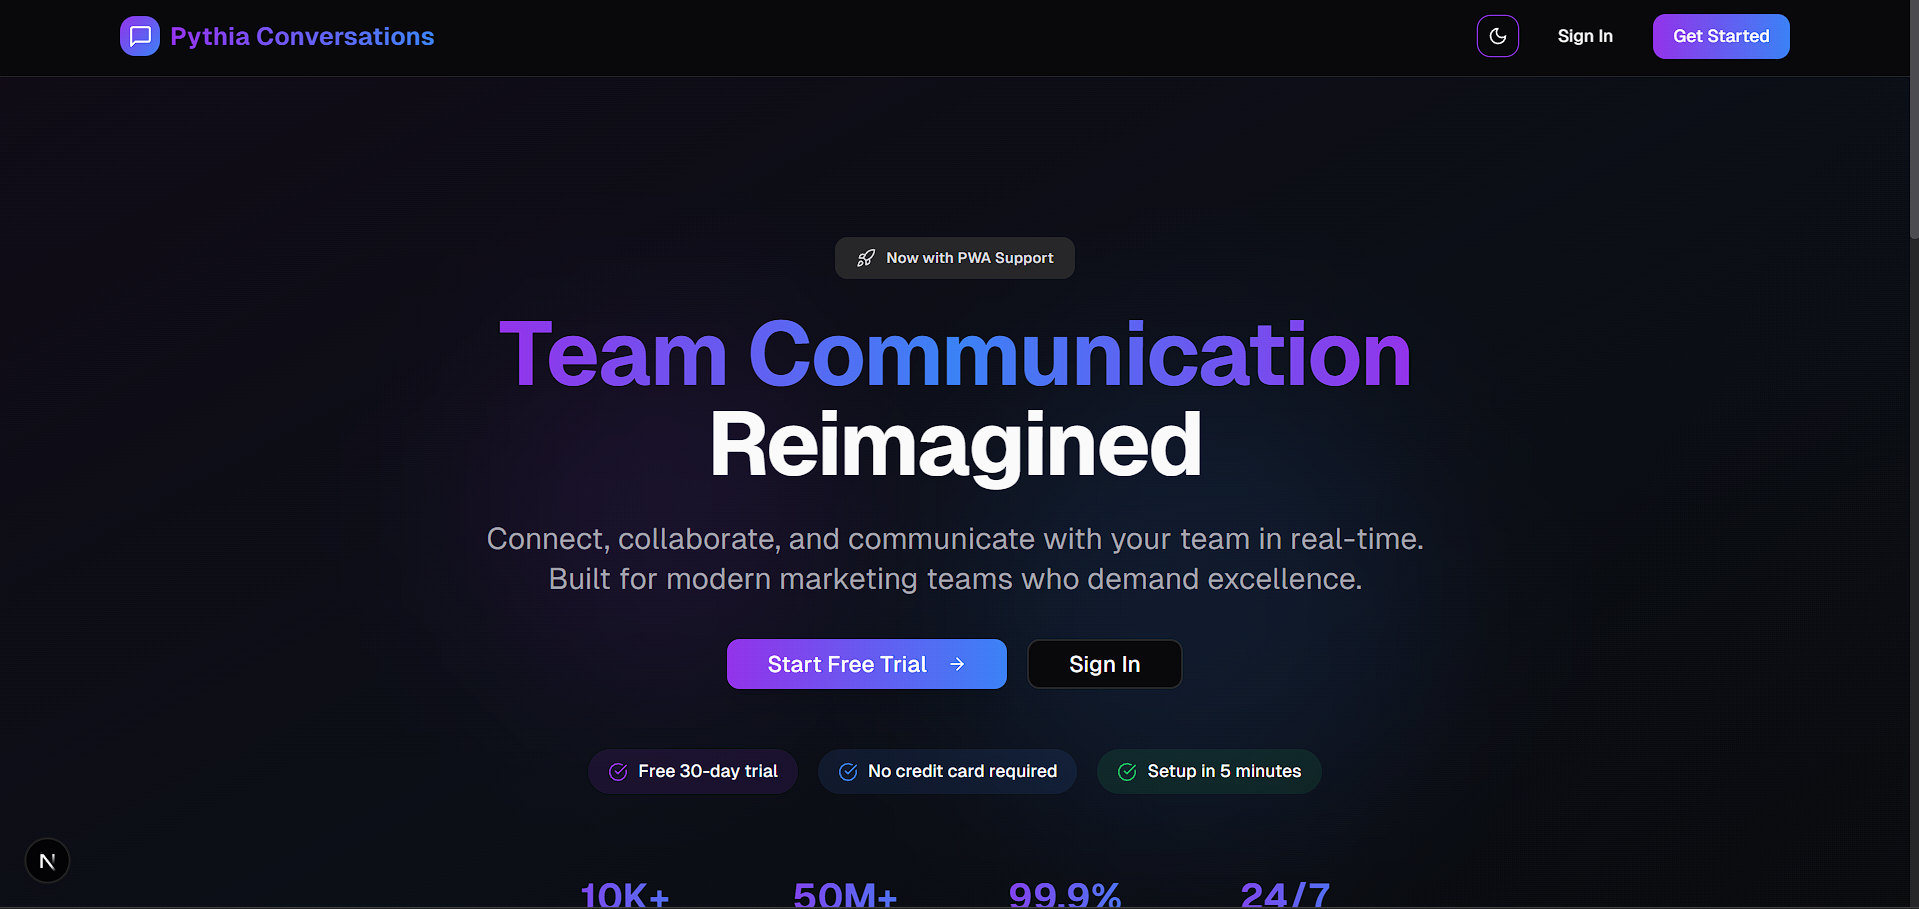 Pythia Conversations
Sign In
Get Started
Now with PWA Support
Team Communication
Reimagined
Connect, collaborate, and communicate with your team in real-time.
Built for modern marketing teams who demand excellence.
Start Free Trial →
Sign In
Free 30-day trial
No credit card required
Setup in 5 minutes
N
10K+
50M+
99.9%
24/7